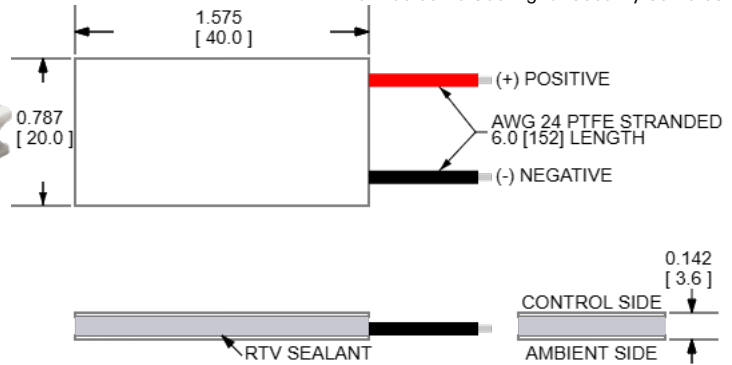 1.575
[ 40.0 ]
(+) POSITIVE
0.787
[ 20.0 ]
AWG 24 PTFE STRANDED
6.0 [152] LENGTH
(-) NEGATIVE
0.142
[ 3.6 ]
CONTROL SIDE
RTV SEALANT
AMBIENT SIDE